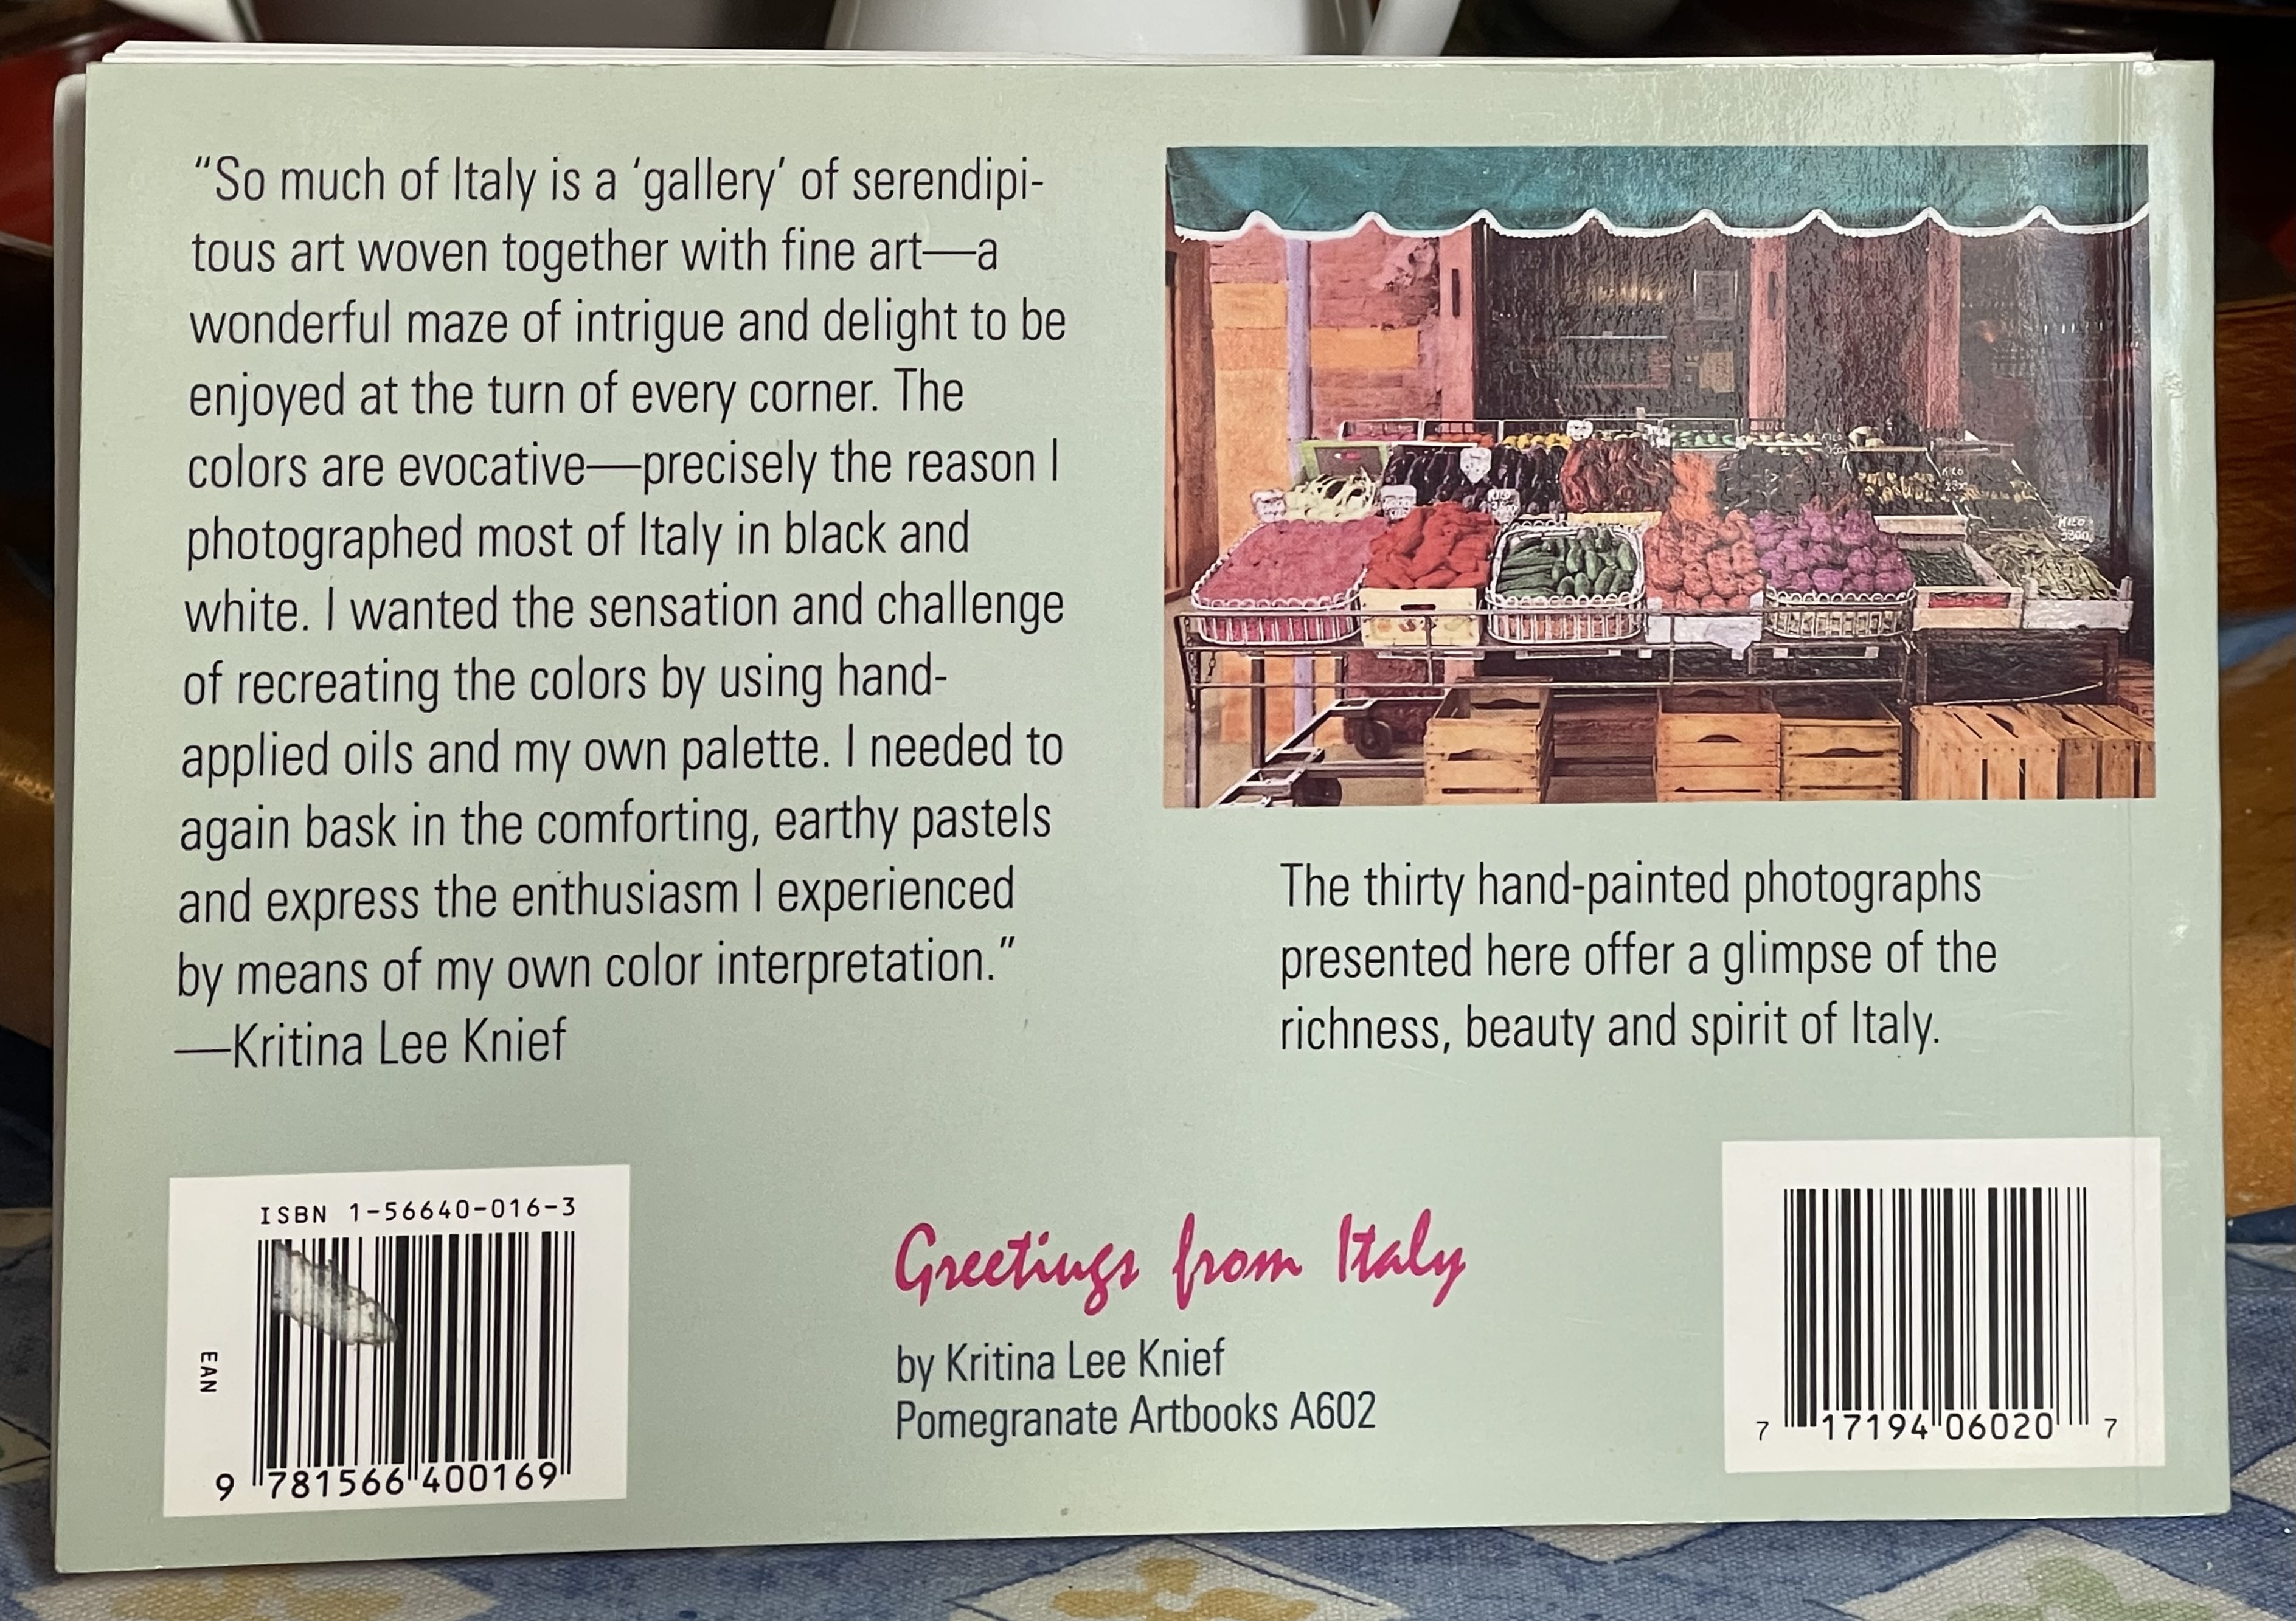 “So much of Italy is a ‘gallery’ of serendipi-
tous art woven together with fine art—a
wonderful maze of intrigue and delight to be
enjoyed at the turn of every corner. The
colors are evocative—precisely the reason I
photographed most of Italy in black and
white. I wanted the sensation and challenge
of recreating the colors by using hand-
applied oils and my own palette. I needed to
again bask in the comforting, earthy pastels
and express the enthusiasm I experienced
by means of my own color interpretation.”
—Kritina Lee Knief
The thirty hand-painted photographs
presented here offer a glimpse of the
richness, beauty and spirit of Italy.
ISBN 1-56640-016-3
EAN
9 781566 400169
Greetings from Italy
by Kritina Lee Knief
Pomegranate Artbooks A602
7 17194 06020 7